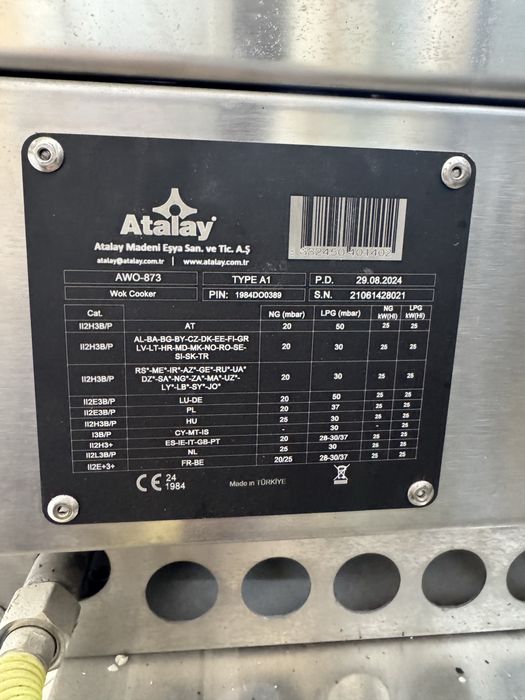 Atalay®
Atalay Madeni Eşya San. ve Tic. A.Ş
atalay@atalay.com.tr | www.atalay.com.tr
AWO-873 TYPE A1 P.D. 29.08.2024
Wok Cooker PIN: 1984DO0389 S.N. 21061428021
Cat. NG (mbar) LPG (mbar) NG kW(Hi) LPG kW(Hi)
II2H3B/P AT 20 50 25 25
II2H3B/P AL-BA-BG-BY-CZ-DK-EE-FI-GR
LV-LT-HR-MD-MK-NO-RO-SE-
SI-SK-TR 20 30 25 25
II2H3B/P RS*-ME*-IR*-AZ*-GE*-RU*-UA*
DZ*-SA*-NG*-ZA*-MA*-UZ*-
LY*-LB*-SY*-JO* 20 30 25 25
II2E3B/P LU-DE 20 50 25 25
II2E3B/P PL 20 37 25 25
II2H3B/P HU 25 30 25 25
I3B/P CY-MT-IS - 30 - 25
II2H3+ ES-IE-IT-GB-PT 20 28-30/37 25 25
II2L3B/P NL 25 30 25 25
II2E+3+ FR-BE 20/25 28-30/37 25 25
CE 24
1984
Made in TÜRKİYE